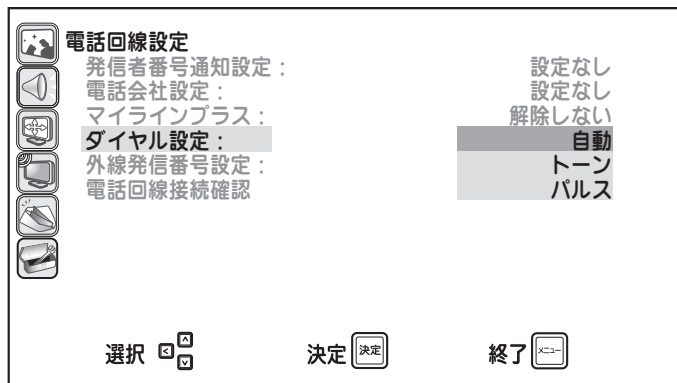 電話回線設定
発信者番号通知設定： 設定なし
電話会社設定： 設定なし
マイラインプラス： 解除しない
ダイヤル設定： 自動
外線発信番号設定： トーン
電話回線接続確認 パルス
選択 決定 決定 終了 メニュー